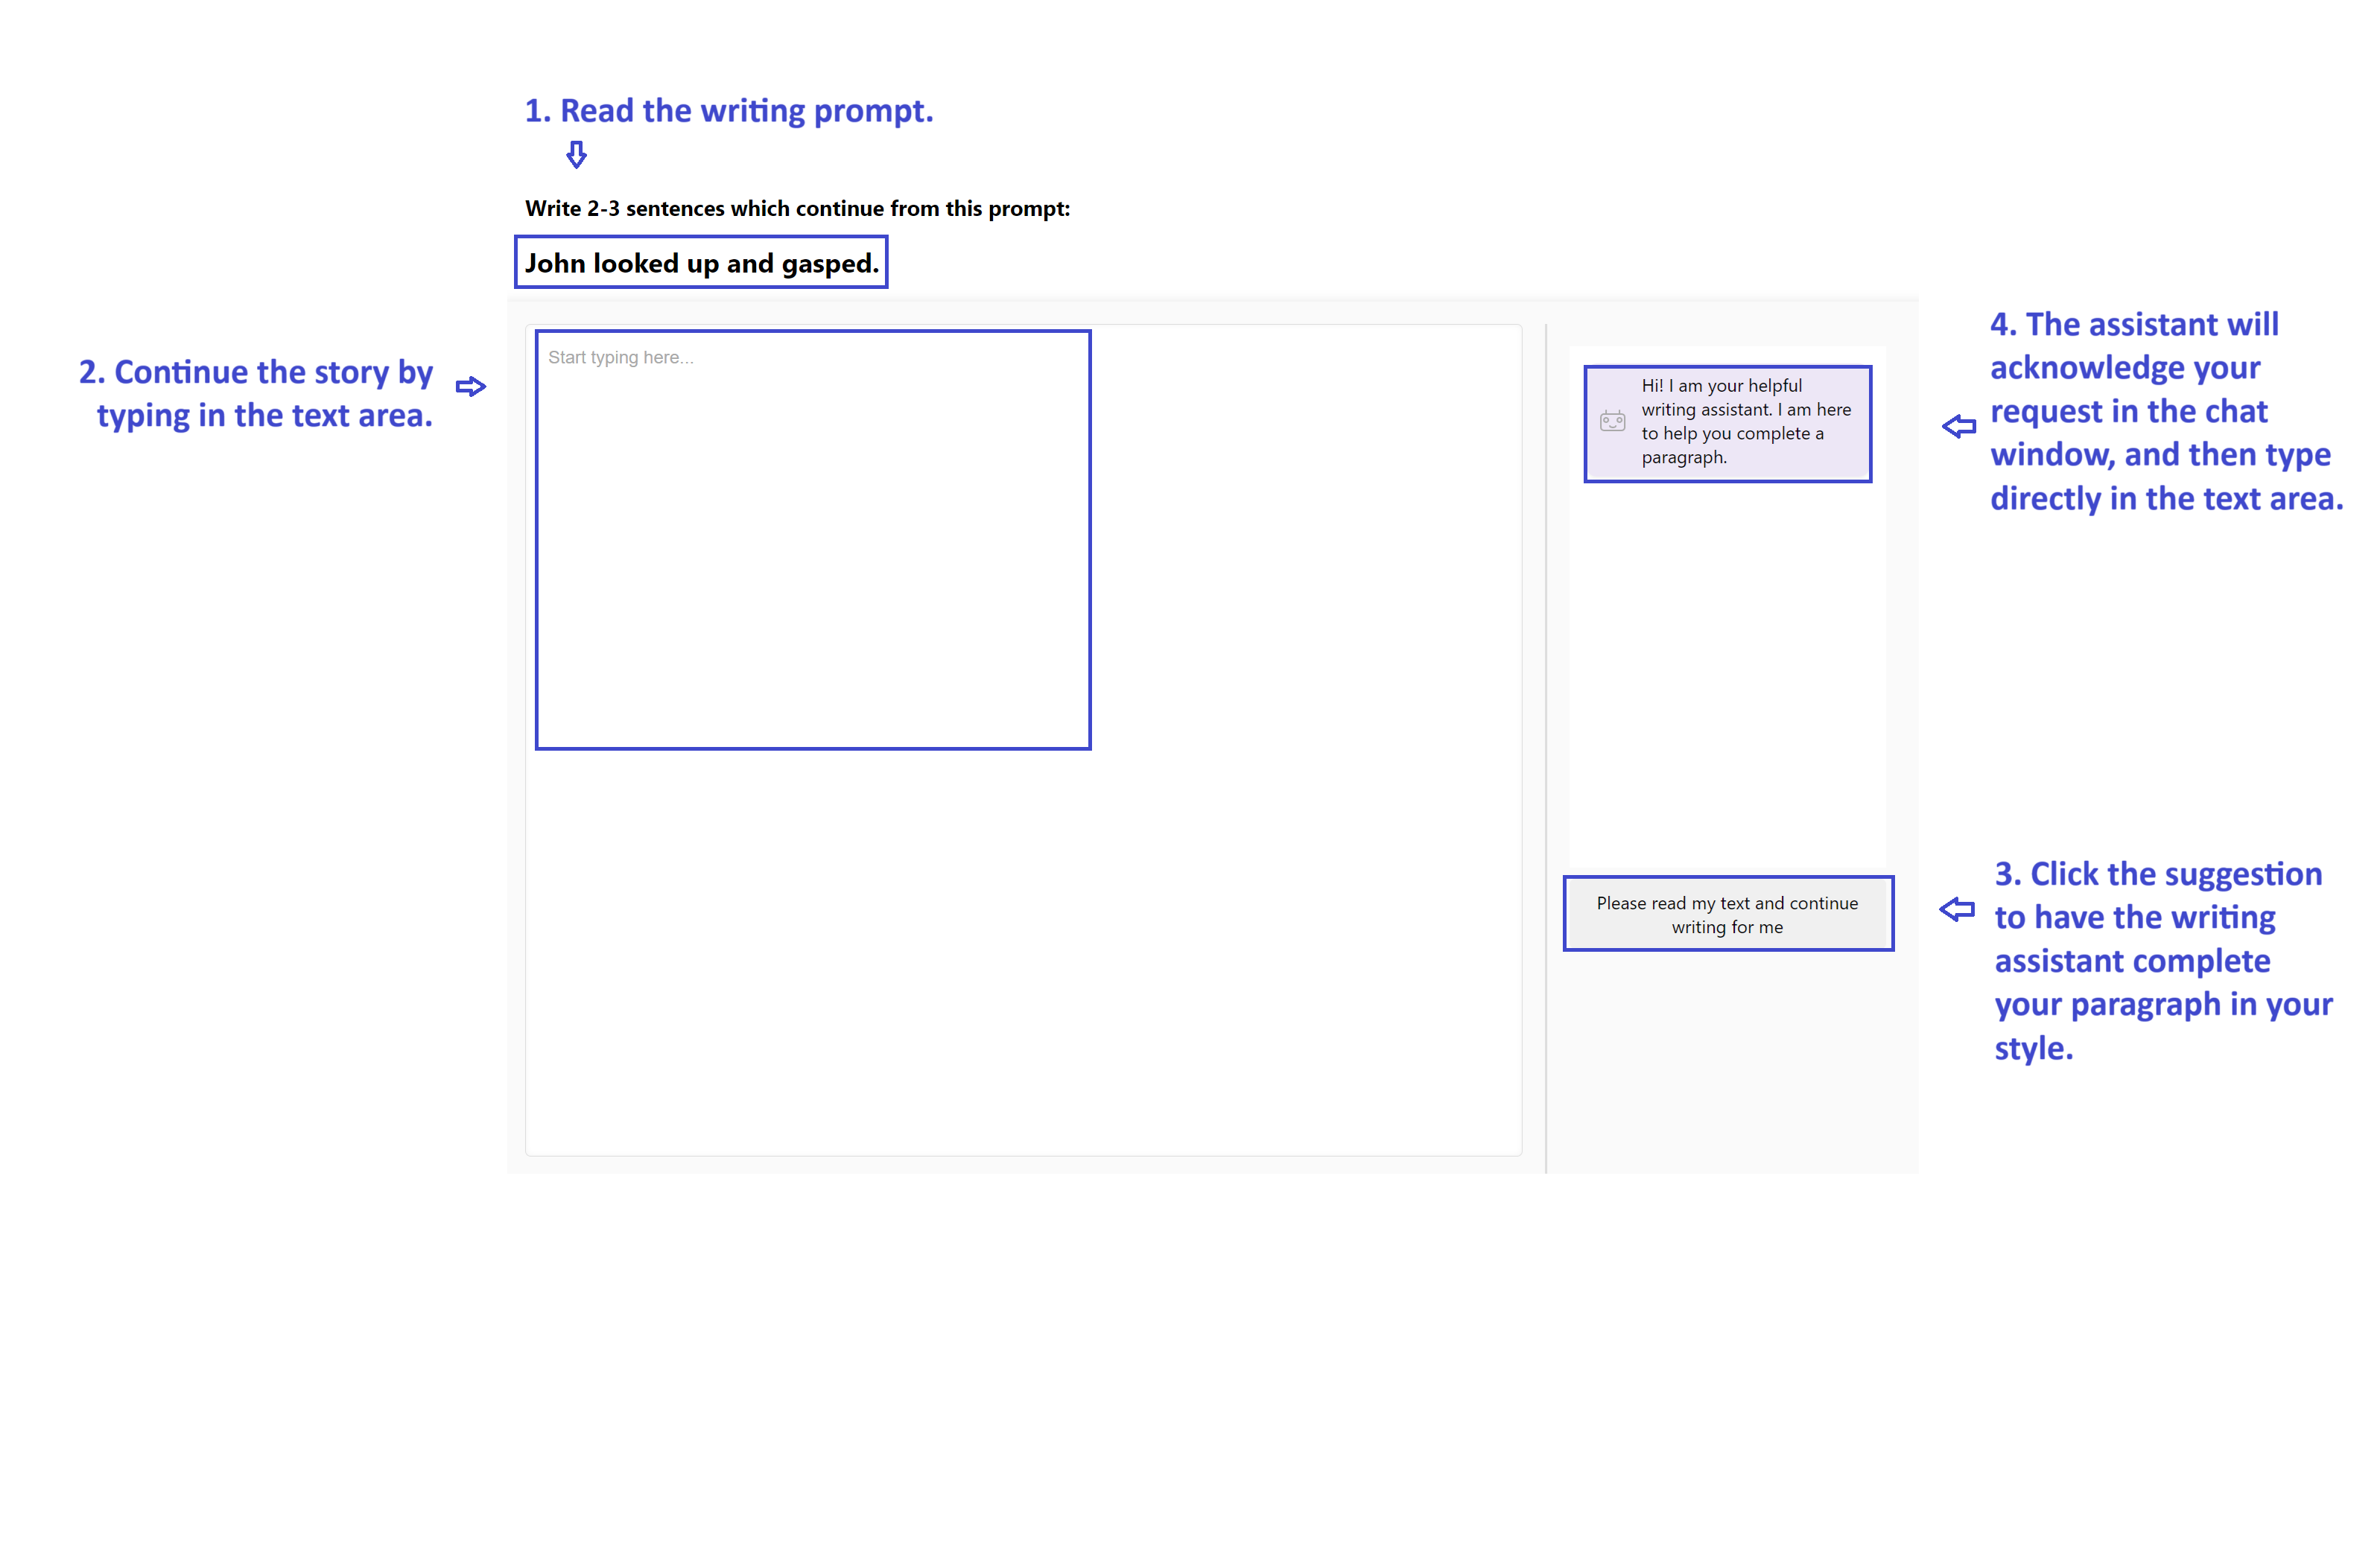 1. Read the writing prompt.
Write 2-3 sentences which continue from this prompt:
John looked up and gasped.
2. Continue the story by
typing in the text area.
Start typing here...
Hi! I am your helpful
writing assistant. I am here
to help you complete a
paragraph.
4. The assistant will
acknowledge your
request in the chat
window, and then type
directly in the text area.
Please read my text and continue
writing for me
3. Click the suggestion
to have the writing
assistant complete
your paragraph in your
style.